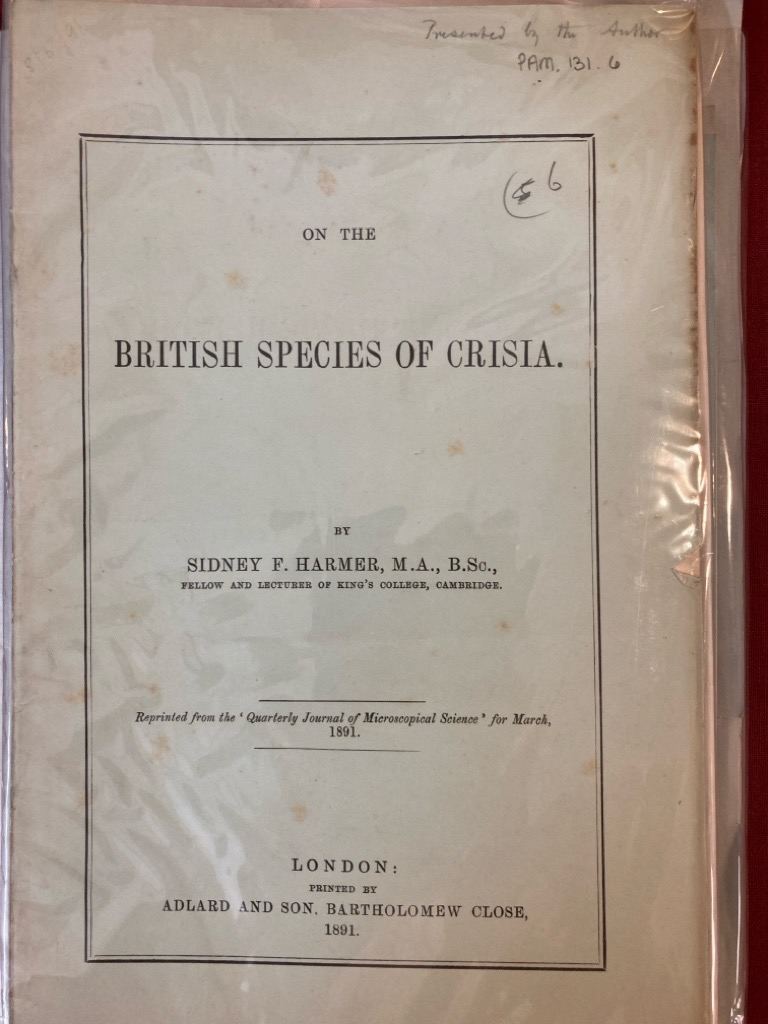 Presented by the Author
PAM. 131.6
6
ON THE
BRITISH SPECIES OF CRISIA.
BY
SIDNEY F. HARMER, M.A., B.Sc.,
FELLOW AND LECTURER OF KING'S COLLEGE, CAMBRIDGE.
Reprinted from the ‘Quarterly Journal of Microscopical Science’ for March,
1891.
LONDON:
PRINTED BY
ADLARD AND SON, BARTHOLOMEW CLOSE,
1891.